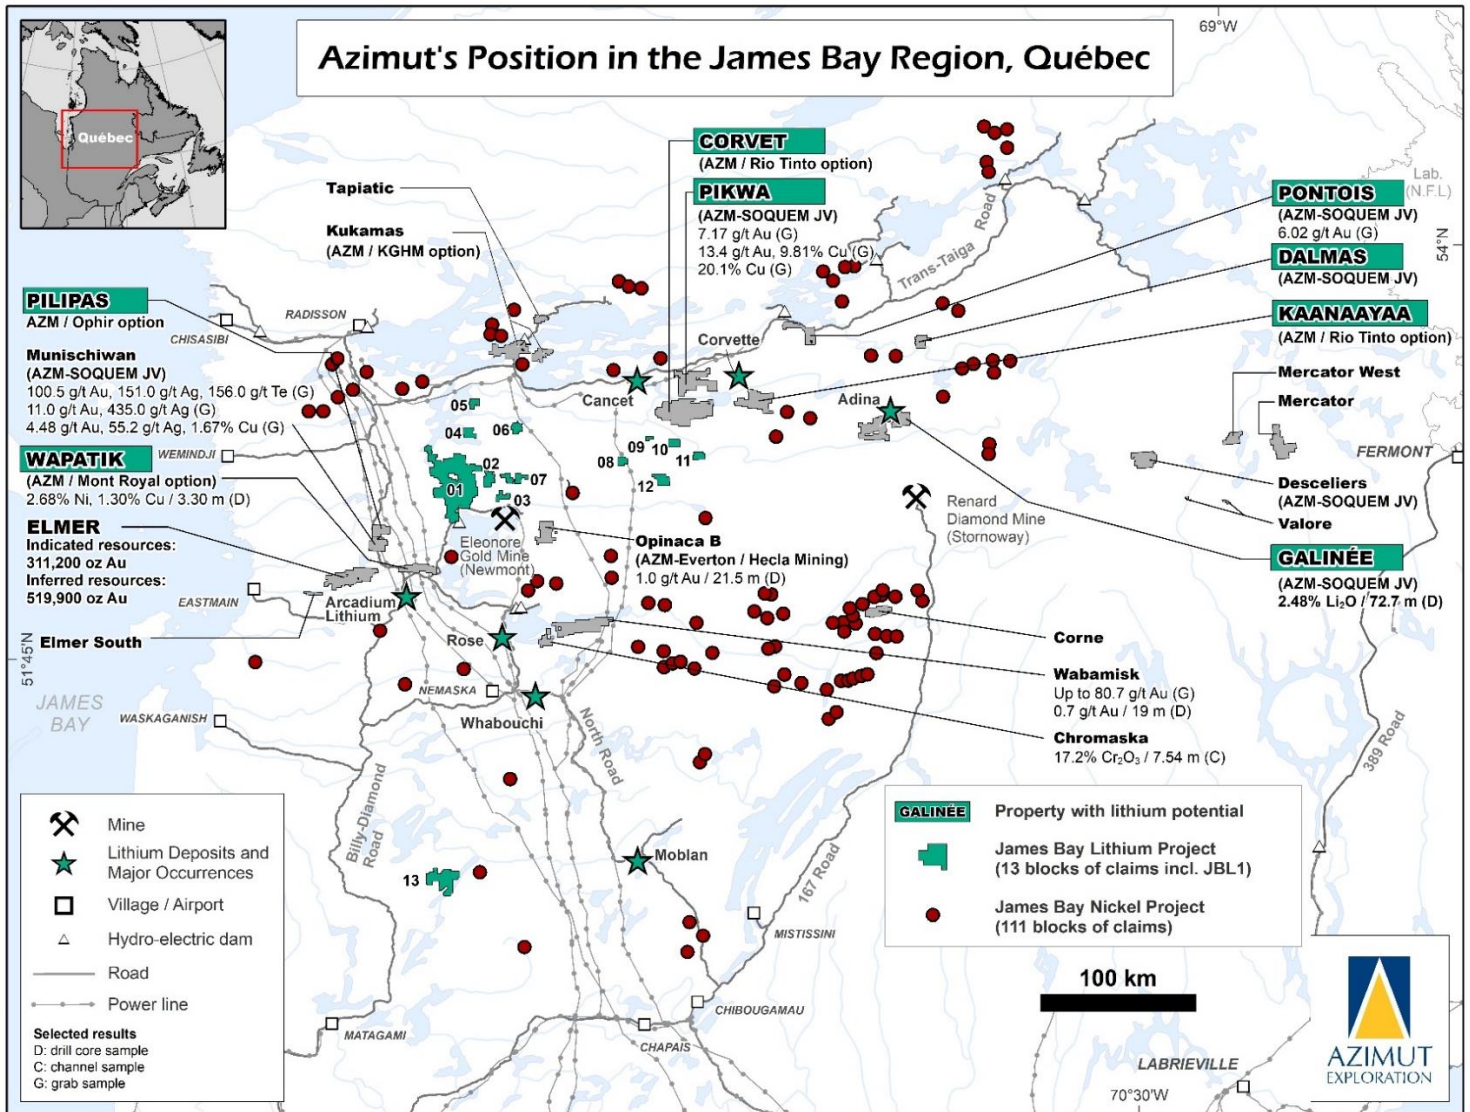 Azimut's Position in the James Bay Region, Québec
69°W
Québec
Lab.
(N.F.L)
54°N
CORVET
(AZM / Rio Tinto option)
PIKWA
(AZM-SOQUEM JV)
7.17 g/t Au (G)
13.4 g/t Au, 9.81% Cu (G)
20.1% Cu (G)
Tapiatic
Kukamas
(AZM / KGHM option)
Trans-Taiga Road
PONTOIS
(AZM-SOQUEM JV)
6.02 g/t Au (G)
DALMAS
(AZM-SOQUEM JV)
KAANAAYAA
(AZM / Rio Tinto option)
PILIPAS
AZM / Ophir option
RADISSON
CHISASIBI
Munischiwan
(AZM-SOQUEM JV)
100.5 g/t Au, 151.0 g/t Ag, 156.0 g/t Te (G)
11.0 g/t Au, 435.0 g/t Ag (G)
4.48 g/t Au, 55.2 g/t Ag, 1.67% Cu (G)
WEMINDJI
WAPATIK
(AZM / Mont Royal option)
2.68% Ni, 1.30% Cu / 3.30 m (D)
ELMER
Indicated resources:
311,200 oz Au
Inferred resources:
519,900 oz Au
EASTMAIN
Elmer South
Arcadium
Lithium
Corvette
Cancet
Adina
05
04
06
02
07
01
03
09
10
08
11
12
Eleonore
Gold Mine
(Newmont)
Opinaca B
(AZM-Everton / Hecla Mining)
1.0 g/t Au / 21.5 m (D)
Renard
Diamond Mine
(Stornoway)
Mercator West
Mercator
FERMONT
Desceliers
(AZM-SOQUEM JV)
Valore
GALINÉE
(AZM-SOQUEM JV)
2.48% Li₂O / 72.7 m (D)
Corne
Wabamisk
Up to 80.7 g/t Au (G)
0.7 g/t Au / 19 m (D)
Chromaska
17.2% Cr₂O₃ / 7.54 m (C)
51°45'N
JAMES
BAY
Rose
NEMASKA
Whabouchi
WASKAGANISH
North Road
Billy-Diamond
Road
167 Road
389 Road
13
Moblan
MISTISSINI
CHIBOUGAMAU
CHAPAIS
MATAGAMI
LABRIEVILLE
70°30'W
Mine
Lithium Deposits and
Major Occurrences
Village / Airport
Hydro-electric dam
Road
Power line
Selected results
D: drill core sample
C: channel sample
G: grab sample
GALINÉE
Property with lithium potential
James Bay Lithium Project
(13 blocks of claims incl. JBL1)
James Bay Nickel Project
(111 blocks of claims)
100 km
AZIMUT
EXPLORATION